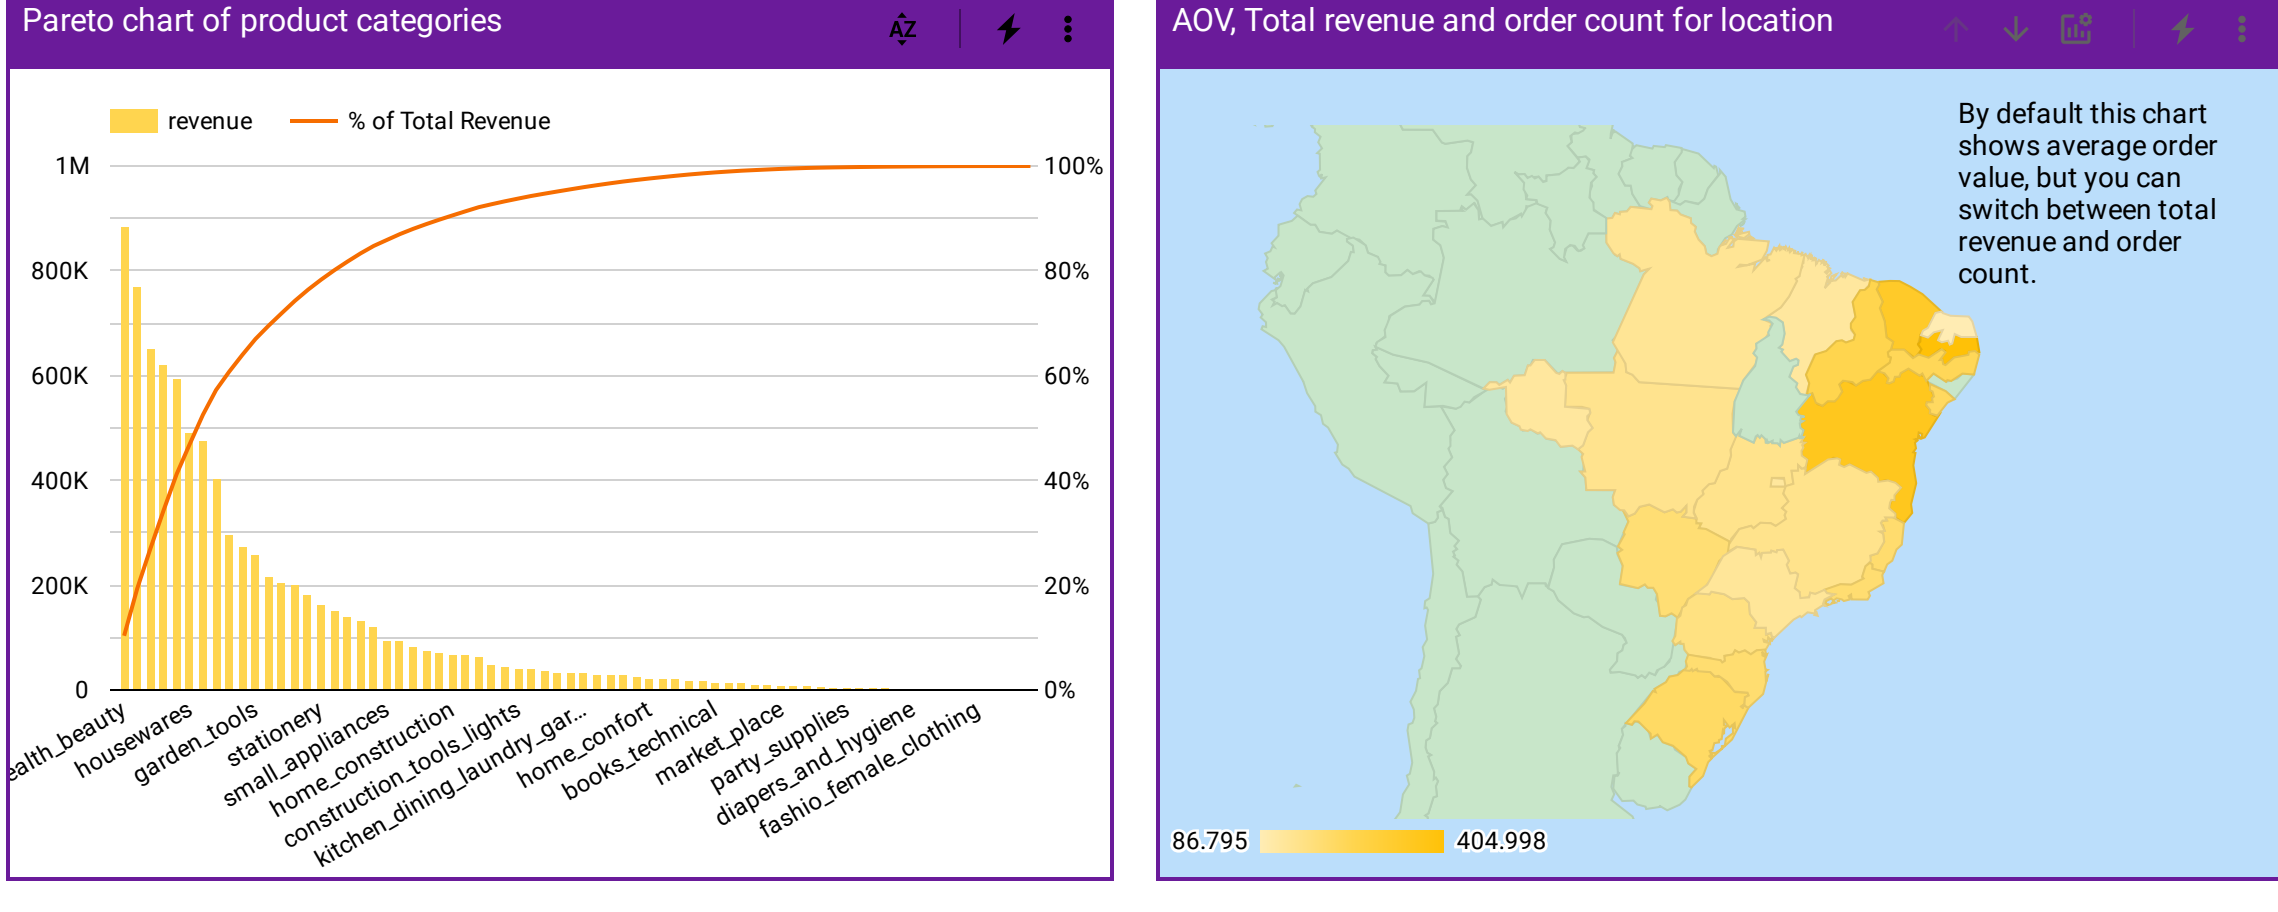 Pareto chart of product categories
AZ
revenue
% of Total Revenue
1M
800K
600K
400K
200K
0
100%
80%
60%
40%
20%
0%
ealth_beauty
housewares
garden_tools
stationery
small_appliances
home_construction
construction_tools_lights
kitchen_dining_laundry_gar...
home_confort
books_technical
market_place
party_supplies
diapers_and_hygiene
fashio_female_clothing
AOV, Total revenue and order count for location
By default this chart
shows average order
value, but you can
switch between total
revenue and order
count.
86.795
404.998